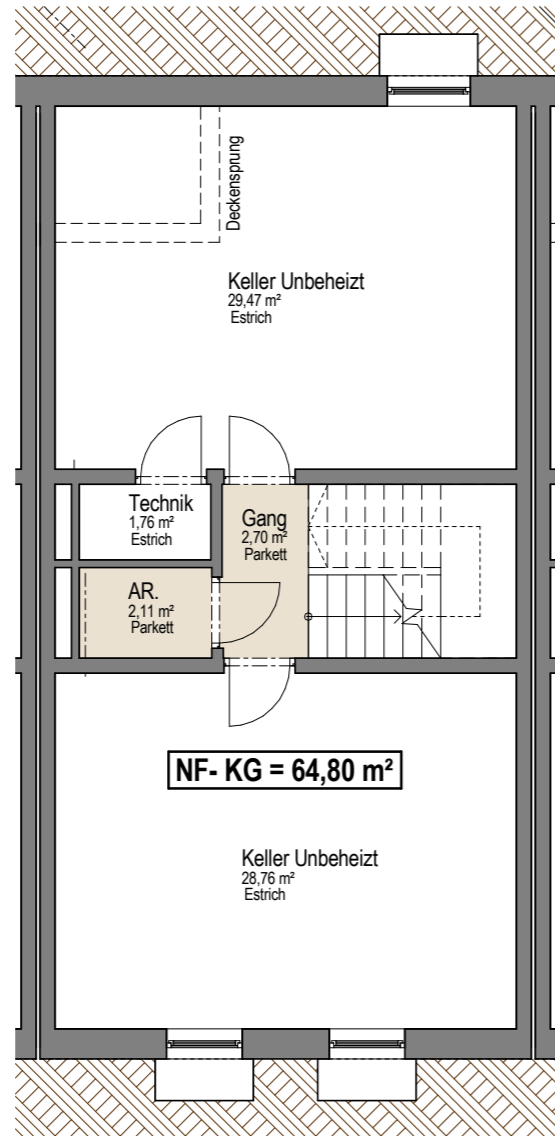 Deckensprung
Keller Unbeheizt
29,47 m²
Estrich
Technik
1,76 m²
Estrich
Gang
2,70 m²
Parkett
AR.
2,11 m²
Parkett
NF- KG = 64,80 m²
Keller Unbeheizt
28,76 m²
Estrich